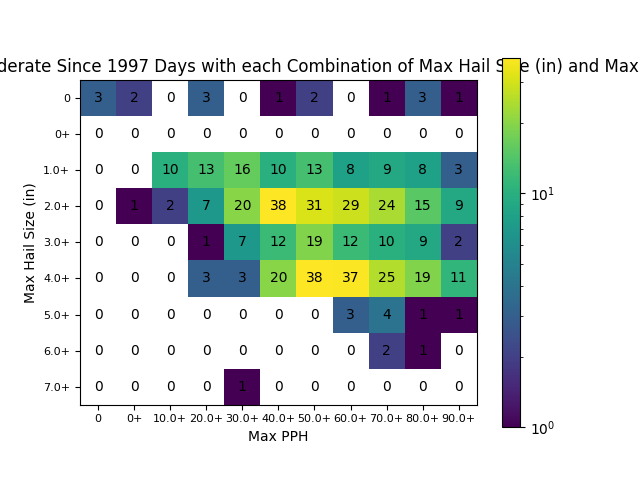 derate Since 1997 Days with each Combination of Max Hail Size (in) and Max
Max Hail Size (in)
0 3 2 0 3 0 1 2 0 1 3 1
0+ 0 0 0 0 0 0 0 0 0 0 0
1.0+ 0 0 10 13 16 10 13 8 9 8 3
2.0+ 0 1 2 7 20 38 31 29 24 15 9
3.0+ 0 0 0 1 7 12 19 12 10 9 2
4.0+ 0 0 0 3 3 20 38 37 25 19 11
5.0+ 0 0 0 0 0 0 0 3 4 1 1
6.0+ 0 0 0 0 0 0 0 0 2 1 0
7.0+ 0 0 0 0 1 0 0 0 0 0 0
0 0+ 10.0+ 20.0+ 30.0+ 40.0+ 50.0+ 60.0+ 70.0+ 80.0+ 90.0+
Max PPH
10¹
10⁰